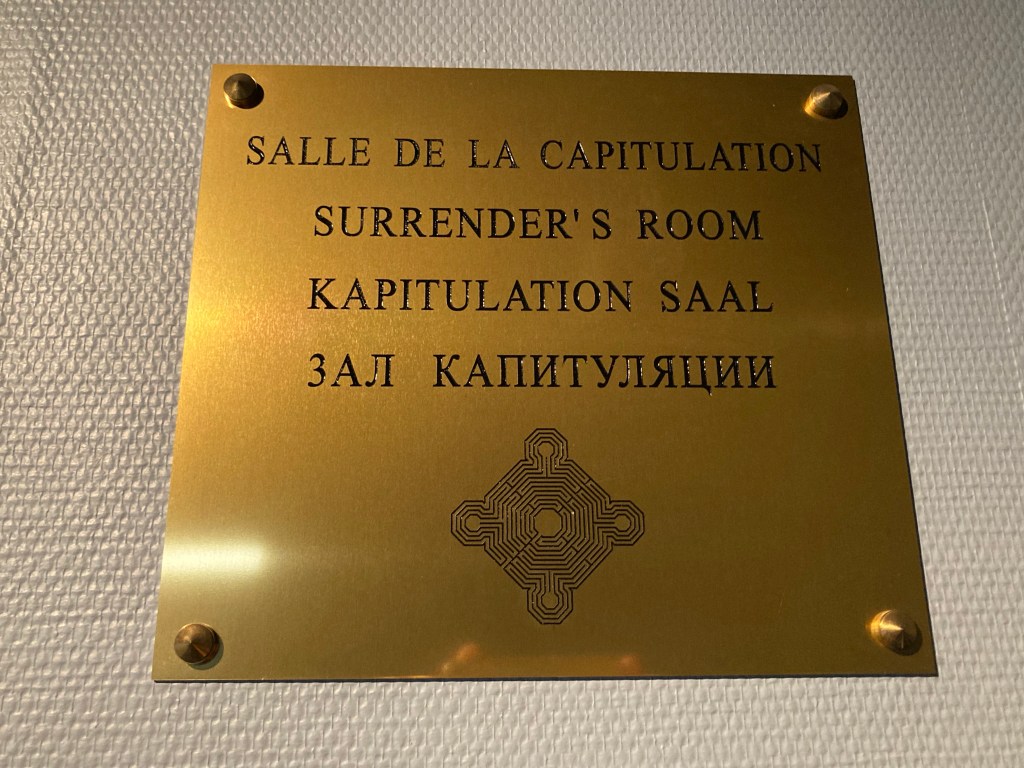 SALLE DE LA CAPITULATION
SURRENDER'S ROOM
KAPITULATION SAAL
ЗАЛ КАПИТУЛЯЦИИ